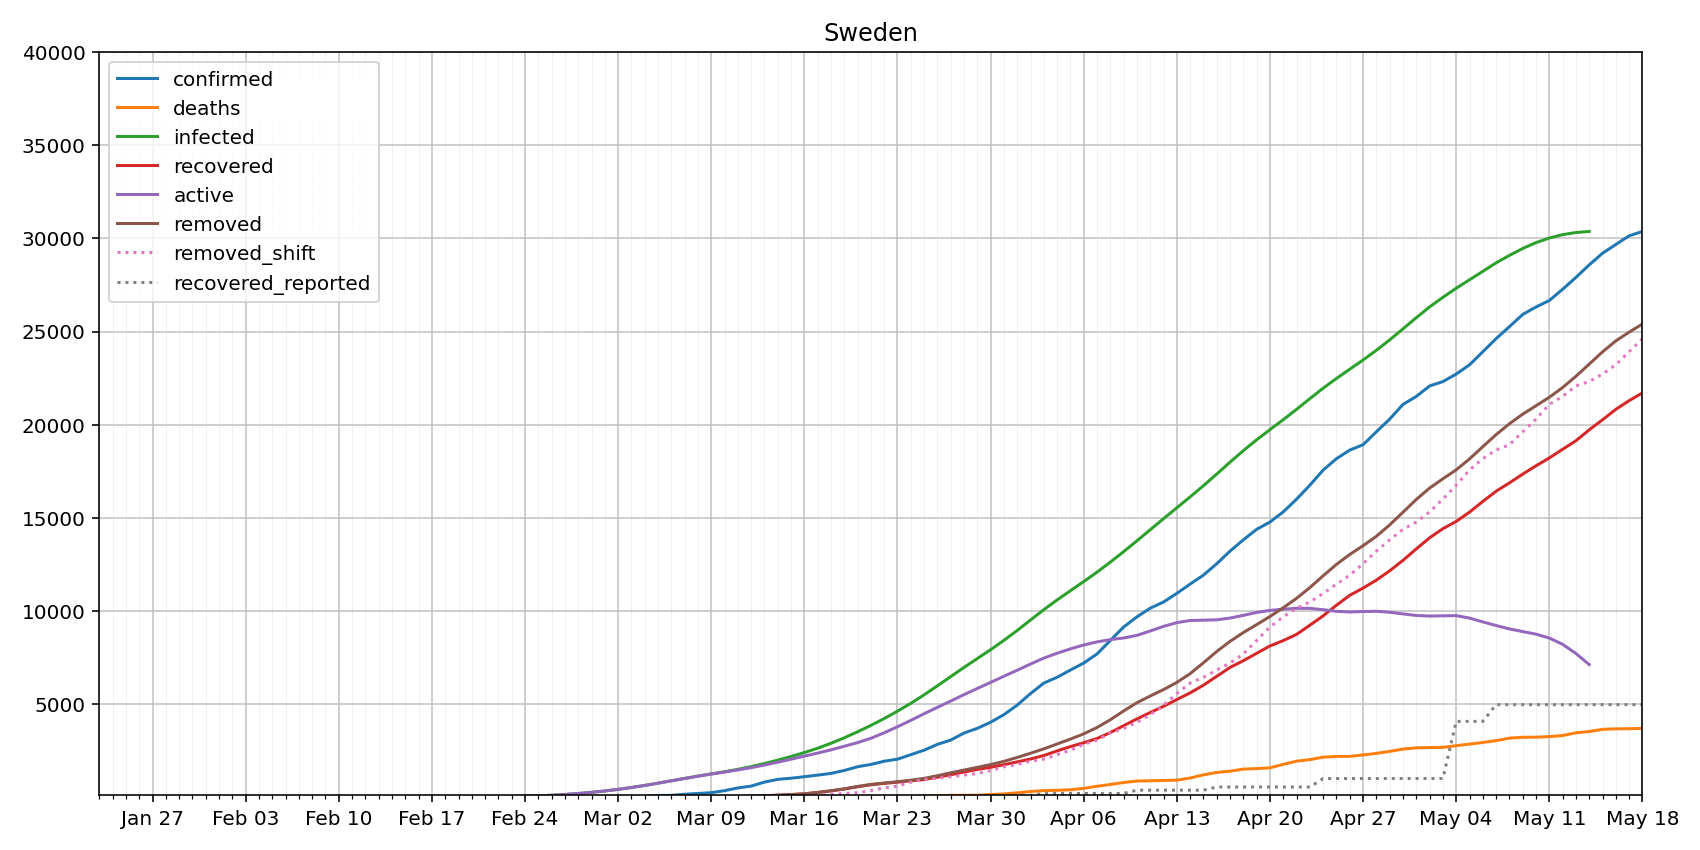 Sweden
40000
35000
30000
25000
20000
15000
10000
5000
confirmed
deaths
infected
recovered
active
removed
removed_shift
recovered_reported
Jan 27 Feb 03 Feb 10 Feb 17 Feb 24 Mar 02 Mar 09 Mar 16 Mar 23 Mar 30 Apr 06 Apr 13 Apr 20 Apr 27 May 04 May 11 May 18